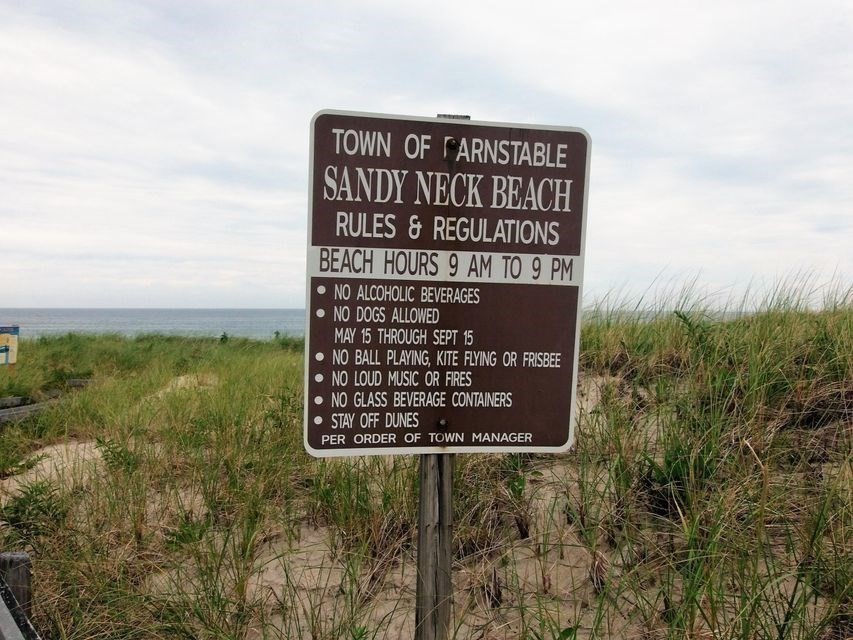 TOWN OF BARNSTABLE
SANDY NECK BEACH
RULES & REGULATIONS
BEACH HOURS 9 AM TO 9 PM
• NO ALCOHOLIC BEVERAGES
• NO DOGS ALLOWED
MAY 15 THROUGH SEPT 15
• NO BALL PLAYING, KITE FLYING OR FRISBEE
• NO LOUD MUSIC OR FIRES
• NO GLASS BEVERAGE CONTAINERS
• STAY OFF DUNES
PER ORDER OF TOWN MANAGER